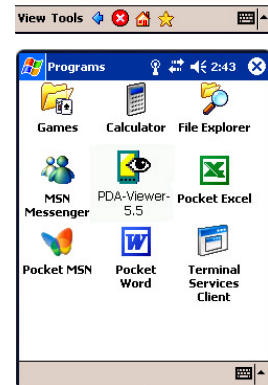 View Tools
Programs 2:43
Games Calculator File Explorer
MSN Messenger PDA-Viewer-5.5 Pocket Excel
Pocket MSN Pocket Word Terminal Services Client